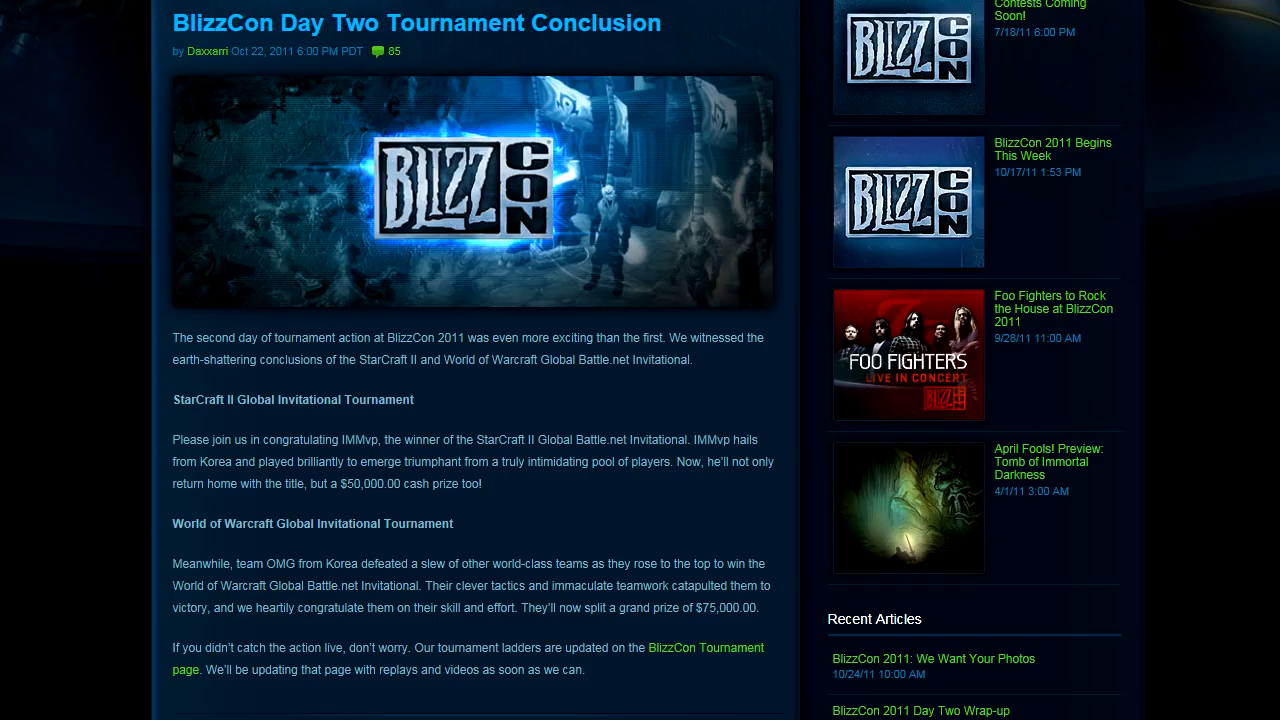 BlizzCon Day Two Tournament Conclusion
by Daxxarri Oct 22, 2011 6:00 PM PDT 85
BLIZZCON
The second day of tournament action at BlizzCon 2011 was even more exciting than the first. We witnessed the
earth-shattering conclusions of the StarCraft II and World of Warcraft Global Battle.net Invitational.
StarCraft II Global Invitational Tournament
Please join us in congratulating IMMvp, the winner of the StarCraft II Global Battle.net Invitational. IMMvp hails
from Korea and played brilliantly to emerge triumphant from a truly intimidating pool of players. Now, he'll not only
return home with the title, but a $50,000.00 cash prize too!
World of Warcraft Global Invitational Tournament
Meanwhile, team OMG from Korea defeated a slew of other world-class teams as they rose to the top to win the
World of Warcraft Global Battle.net Invitational. Their clever tactics and immaculate teamwork catapulted them to
victory, and we heartily congratulate them on their skill and effort. They'll now split a grand prize of $75,000.00.
If you didn't catch the action live, don't worry. Our tournament ladders are updated on the BlizzCon Tournament
page. We'll be updating that page with replays and videos as soon as we can.
Contests Coming
Soon!
7/18/11 6:00 PM
BLIZZCON
BlizzCon 2011 Begins
This Week
10/17/11 1:53 PM
BLIZZCON
Foo Fighters to Rock
the House at BlizzCon
2011
9/26/11 11:00 AM
FOO FIGHTERS
LIVE IN CONCERT
BLIZZCON
April Fools! Preview:
Tomb of Immortal
Darkness
4/1/11 3:00 AM
Recent Articles
BlizzCon 2011: We Want Your Photos
10/24/11 10:00 AM
BlizzCon 2011 Day Two Wrap-up